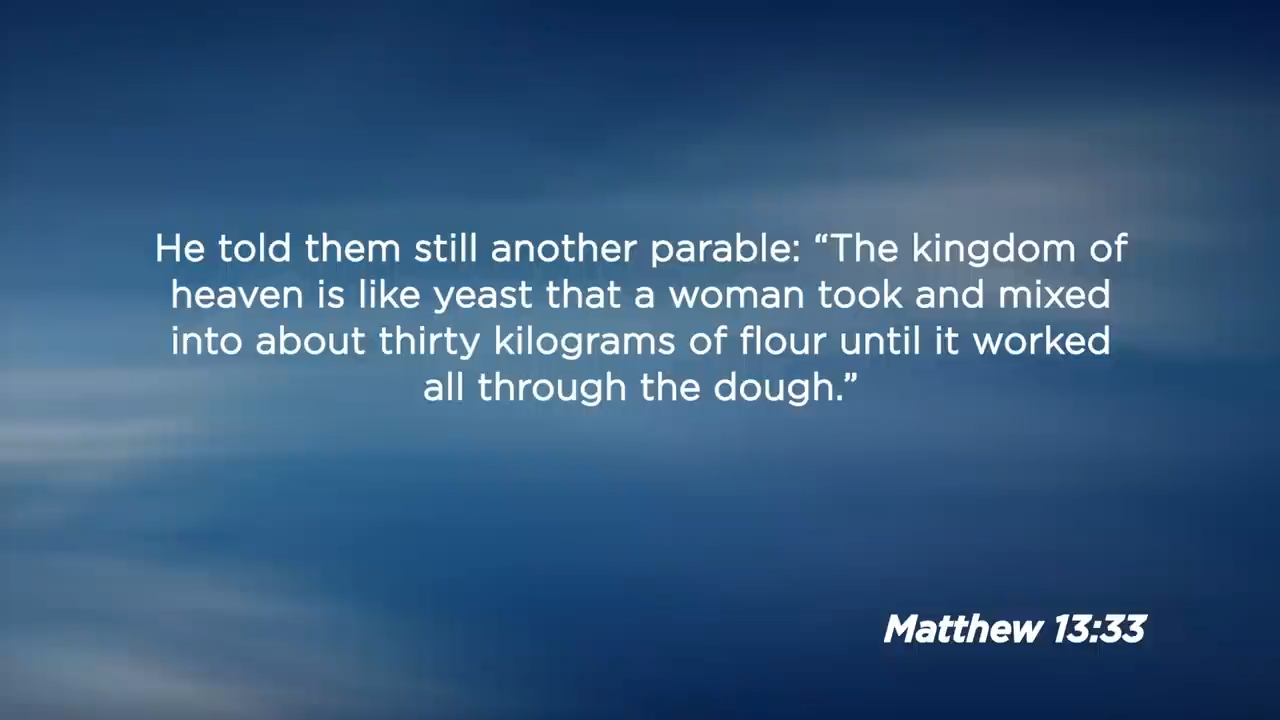 He told them still another parable: “The kingdom of
heaven is like yeast that a woman took and mixed
into about thirty kilograms of flour until it worked
all through the dough.”
Matthew 13:33